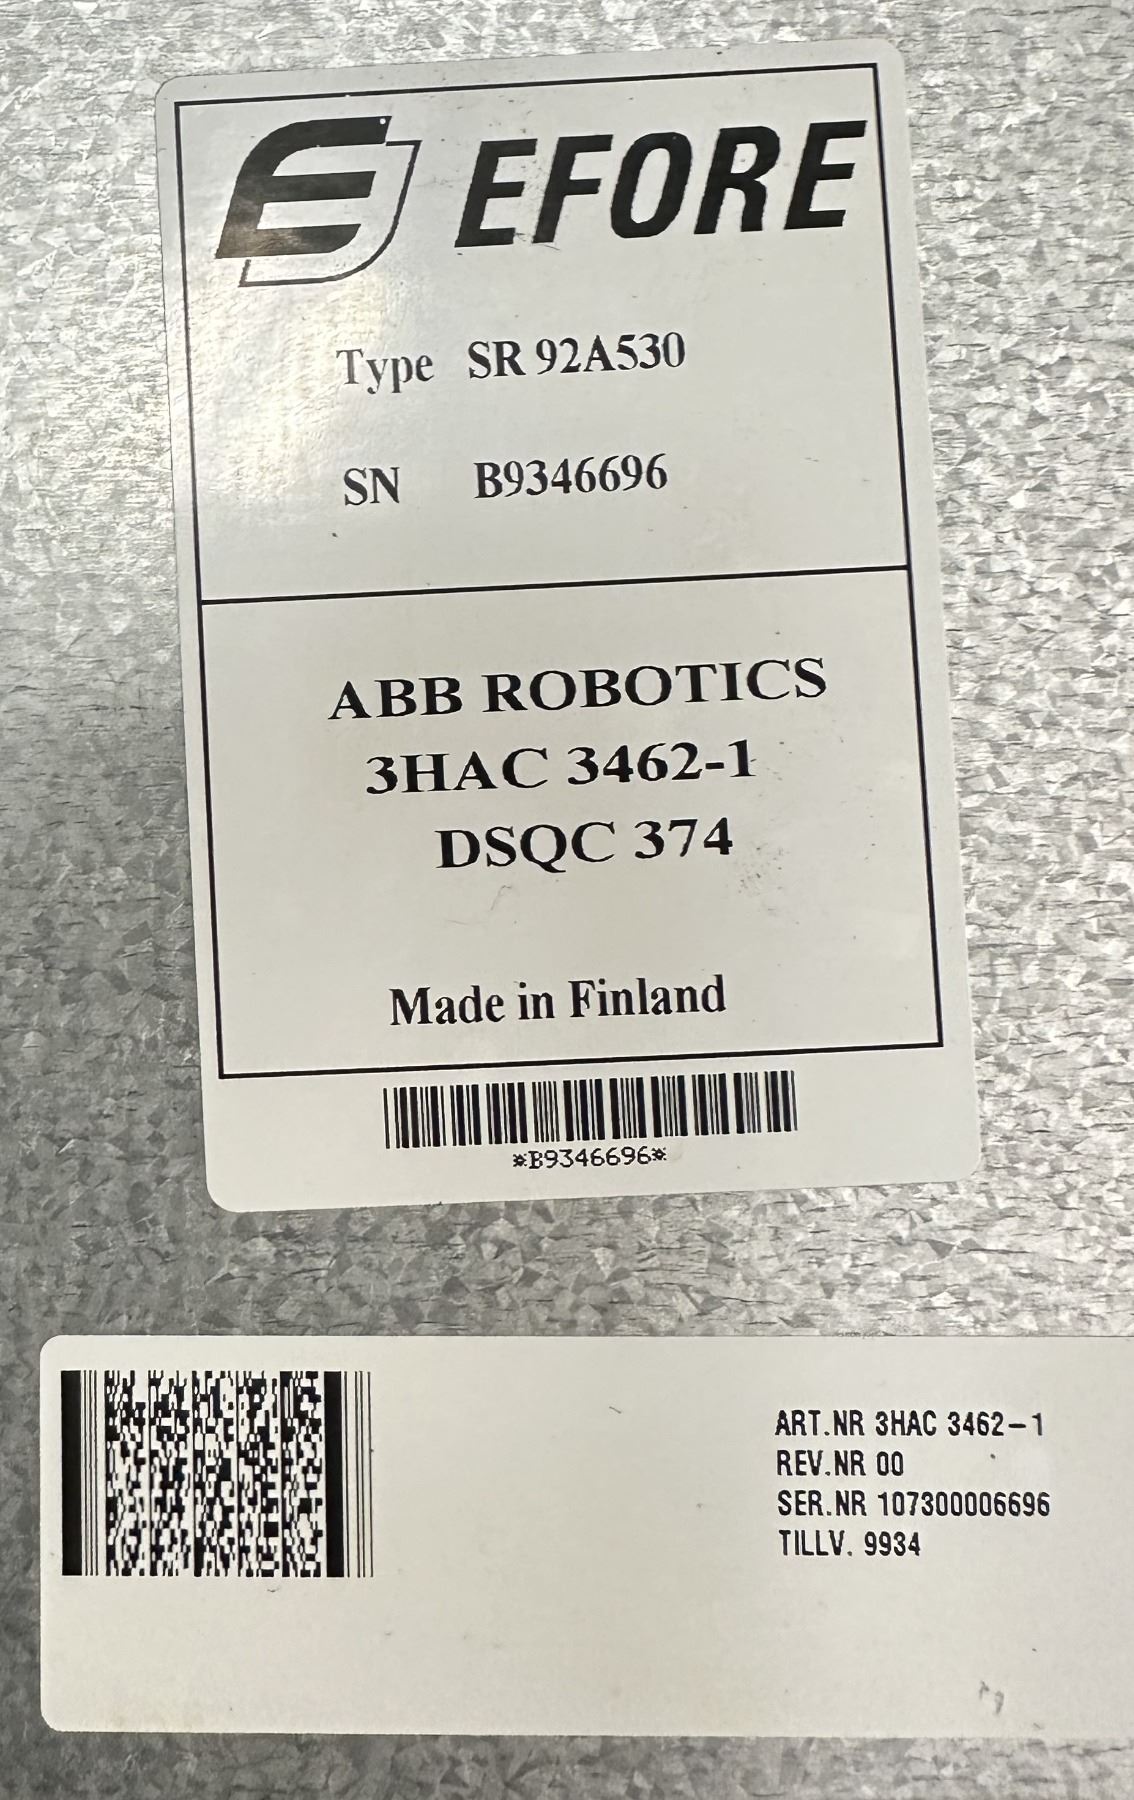 EFORE
Type SR 92A530
SN B9346696
ABB ROBOTICS
3HAC 3462-1
DSQC 374
Made in Finland
*B9346696*
ART.NR 3HAC 3462-1
REV.NR 00
SER.NR 107300006696
TILLV. 9934